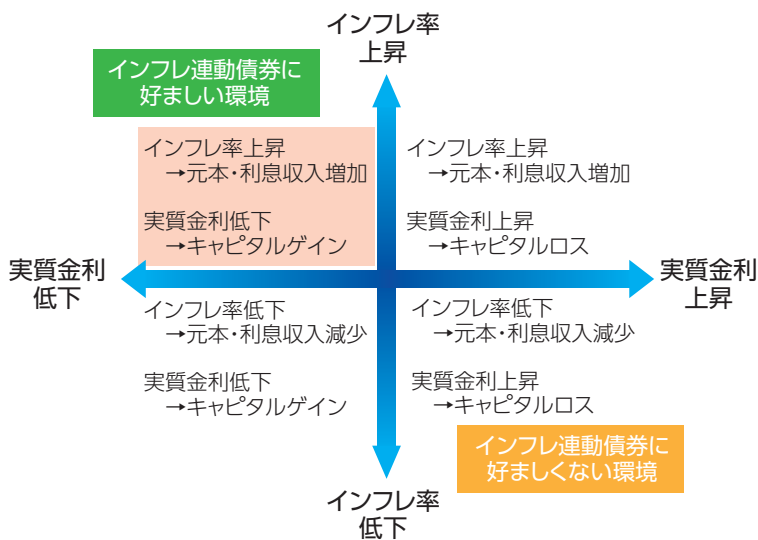 インフレ率
上昇
インフレ連動債券に
好ましい環境
インフレ率上昇
→元本・利息収入増加
実質金利低下
→キャピタルゲイン
インフレ率上昇
→元本・利息収入増加
実質金利上昇
→キャピタルロス
実質金利
低下
実質金利
上昇
インフレ率低下
→元本・利息収入減少
実質金利低下
→キャピタルゲイン
インフレ率低下
→元本・利息収入減少
実質金利上昇
→キャピタルロス
インフレ連動債券に
好ましくない環境
インフレ率
低下